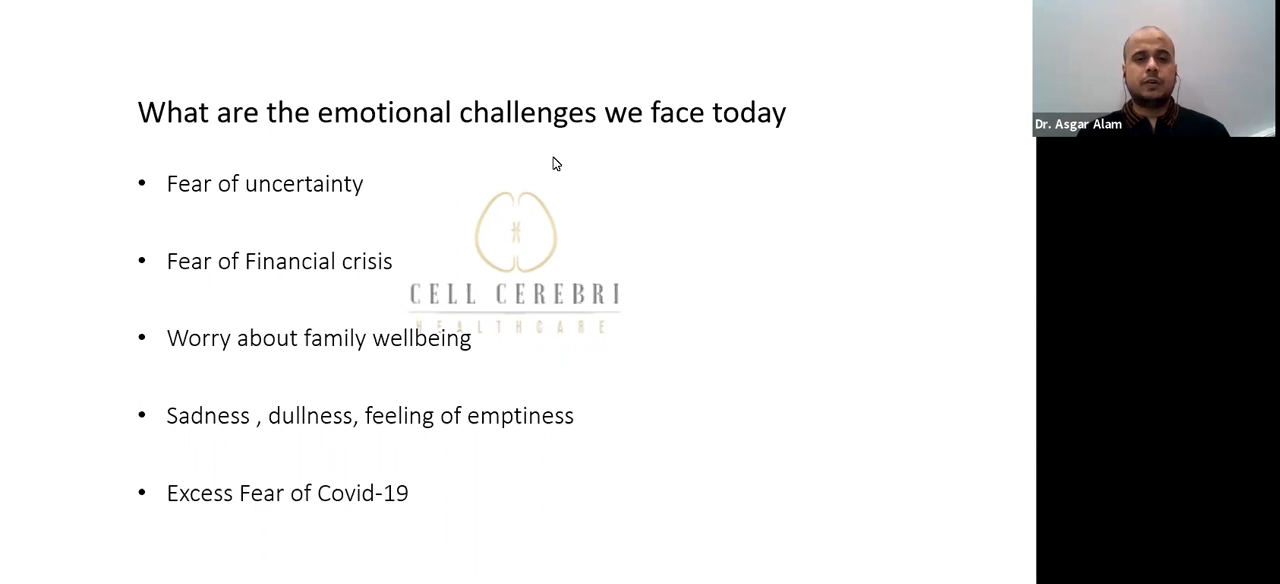 What are the emotional challenges we face today
• Fear of uncertainty
• Fear of Financial crisis
CELL CEREBRI
HEALTHCARE
• Worry about family wellbeing
• Sadness , dullness, feeling of emptiness
• Excess Fear of Covid-19
Dr. Asgar Alam